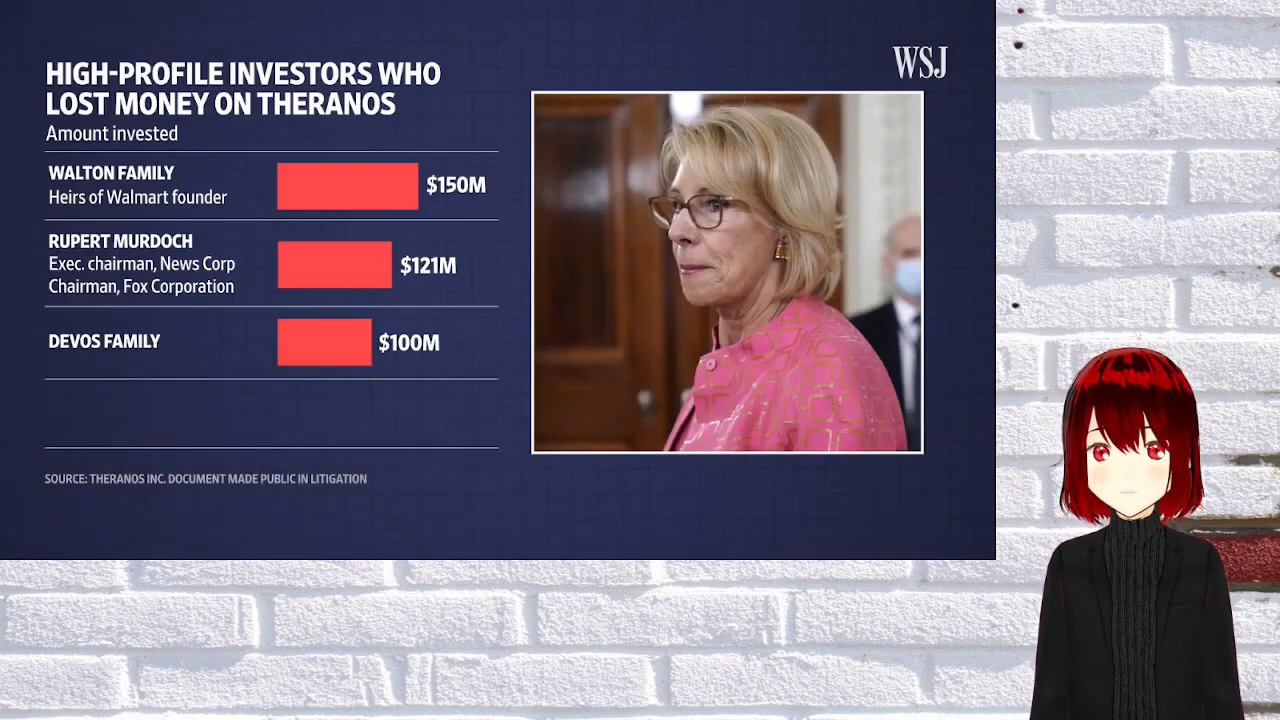 WSJ
HIGH-PROFILE INVESTORS WHO
LOST MONEY ON THERANOS
Amount invested
WALTON FAMILY
Heirs of Walmart founder
$150M
RUPERT MURDOCH
Exec. chairman, News Corp
Chairman, Fox Corporation
$121M
DEVOS FAMILY
$100M
SOURCE: THERANOS INC. DOCUMENT MADE PUBLIC IN LITIGATION